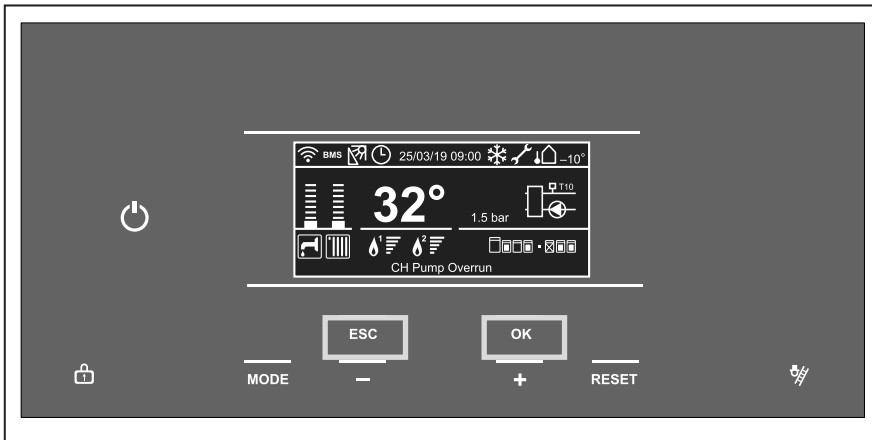 BMS 25/03/19 09:00 –10°
T10
32°
1.5 bar
1 2
CH Pump Overrun
ESC OK
MODE – + RESET